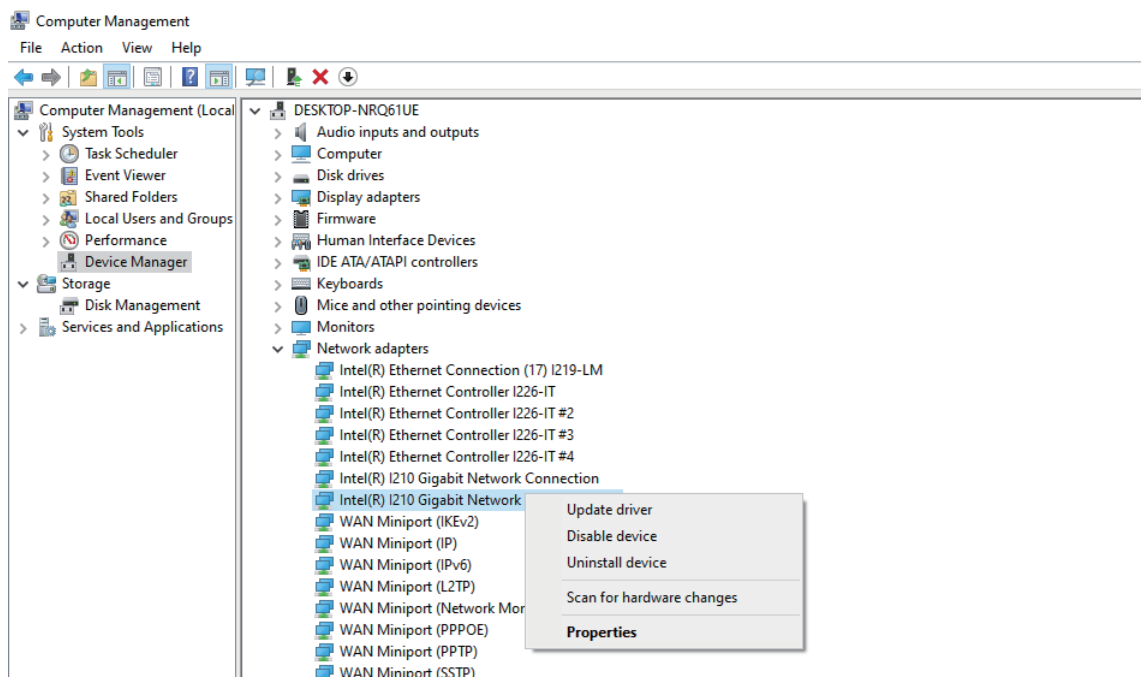 Computer Management
File Action View Help
Computer Management (Local
System Tools
Task Scheduler
Event Viewer
Shared Folders
Local Users and Groups
Performance
Device Manager
Storage
Disk Management
Services and Applications
DESKTOP-NRQ61UE
Audio inputs and outputs
Computer
Disk drives
Display adapters
Firmware
Human Interface Devices
IDE ATA/ATAPI controllers
Keyboards
Mice and other pointing devices
Monitors
Network adapters
Intel(R) Ethernet Connection (17) I219-LM
Intel(R) Ethernet Controller I226-IT
Intel(R) Ethernet Controller I226-IT #2
Intel(R) Ethernet Controller I226-IT #3
Intel(R) Ethernet Controller I226-IT #4
Intel(R) I210 Gigabit Network Connection
Intel(R) I210 Gigabit Network
WAN Miniport (IKEv2)
WAN Miniport (IP)
WAN Miniport (IPv6)
WAN Miniport (L2TP)
WAN Miniport (Network Mor
WAN Miniport (PPPOE)
WAN Miniport (PPTP)
WAN Miniport (SSTP)
Update driver
Disable device
Uninstall device
Scan for hardware changes
Properties